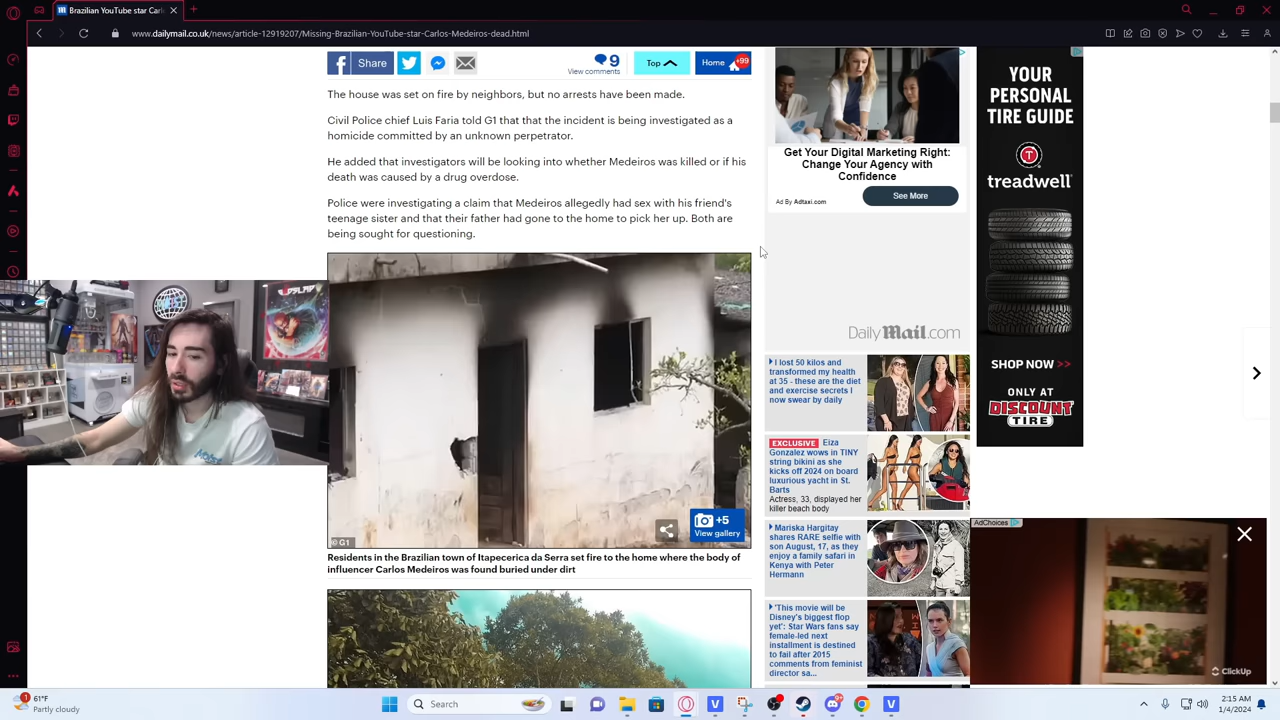 Brazilian YouTube star Carlo
www.dailymail.co.uk/news/article-12919207/Missing-Brazilian-YouTube-star-Carlos-Medeiros-dead.html
Share
9
View comments
Top
Home
+99
The house was set on fire by neighbors, but no arrests have been made.
Civil Police chief Luis Faria told G1 that that the incident is being investigated as a
homicide committed by an unknown perpetrator.
He added that investigators will be looking into whether Medeiros was killed or if his
death was caused by a drug overdose.
Police were investigating a claim that Medeiros allegedly had sex with his friend's
teenage sister and that their father had gone to the home to pick her up. Both are
being sought for questioning.
© G1
+5
View gallery
Residents in the Brazilian town of Itapecerica da Serra set fire to the home where the body of
influencer Carlos Medeiros was found buried under dirt
Get Your Digital Marketing Right:
Change Your Agency with
Confidence
Ad By Adtaxi.com
See More
DailyMail.com
I lost 50 kilos and
transformed my health
at 35 - these are the diet
and exercise secrets I
now swear by daily
EXCLUSIVE Eiza
Gonzalez wows in TINY
string bikini as she
kicks off 2024 on board
luxurious yacht in St.
Barts
Actress, 33, displayed her
killer beach body
Mariska Hargitay
shares RARE selfie with
son August, 17, as they
enjoy a family safari in
Kenya with Peter
Hermann
'This movie will be
Disney's biggest flop
yet': Star Wars fans say
female-led next
installment is destined
to fail after 2015
comments from feminist
director sa...
YOUR
PERSONAL
TIRE GUIDE
treadwell
SHOP NOW >>
ONLY AT
DISCOUNT
TIRE
AdChoices
ClickUp
1
61°F
Partly cloudy
Search
9+
2:15 AM
1/4/2024